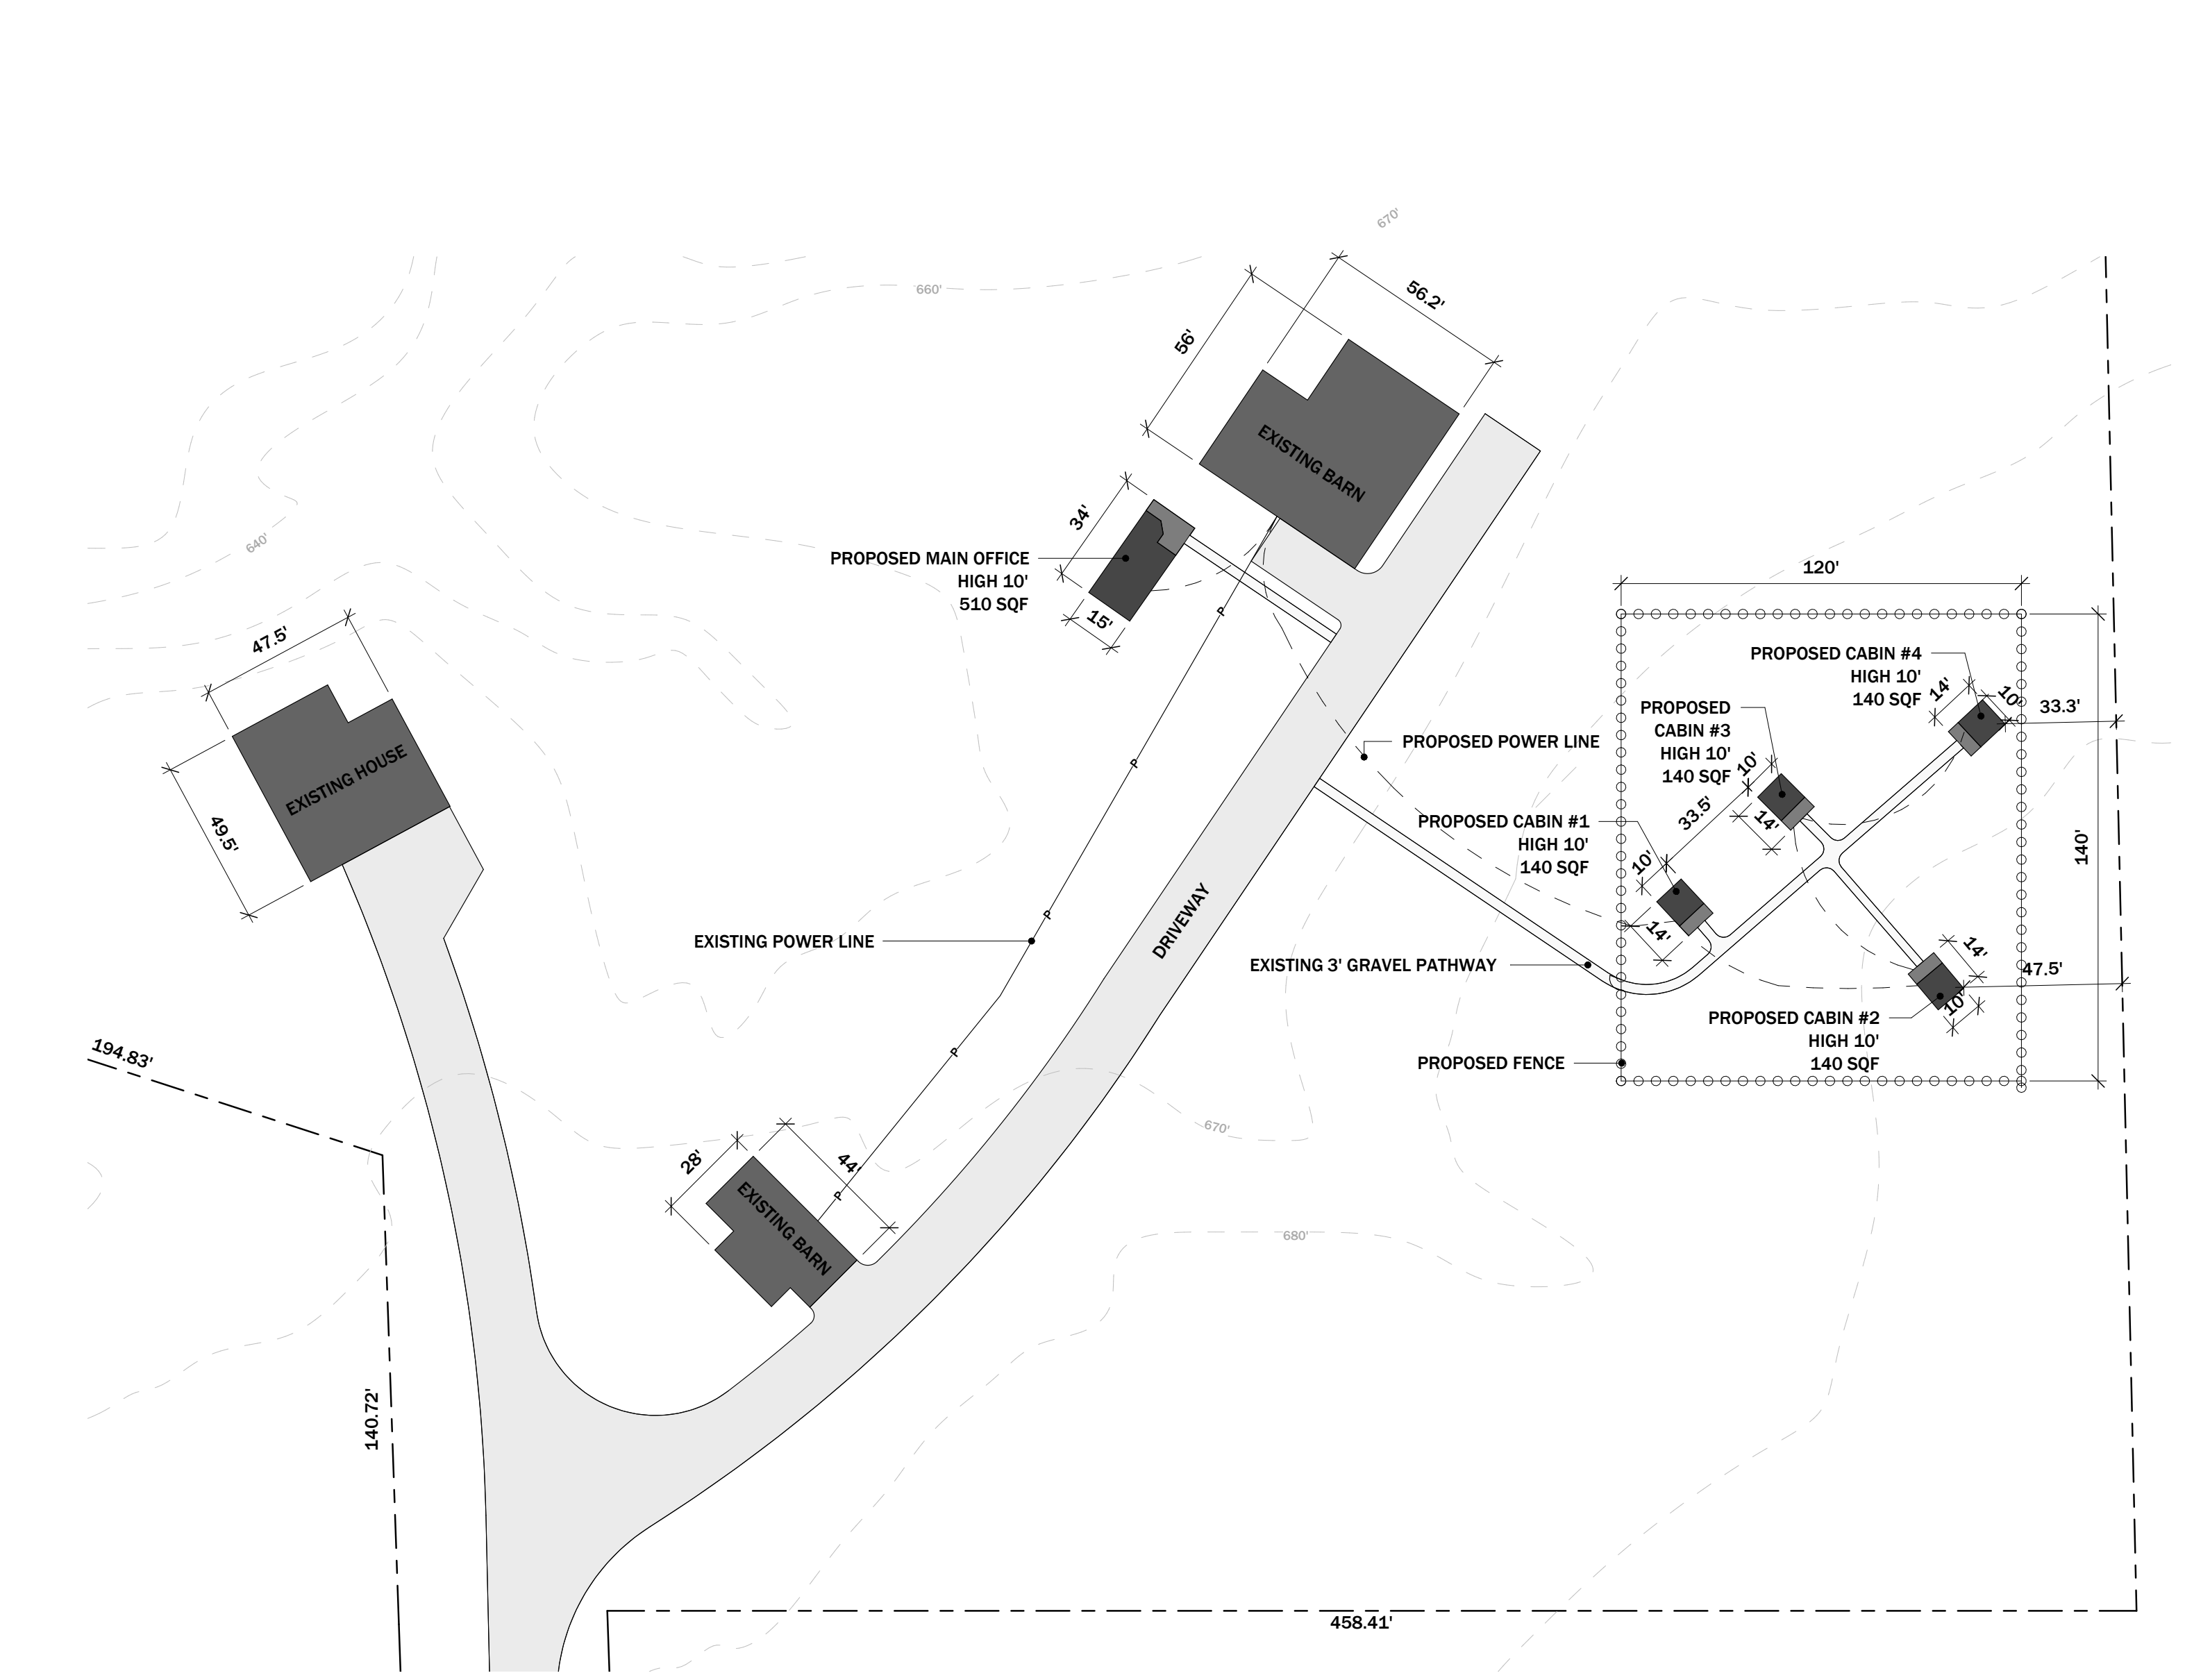 670'
660'
56.2'
56'
EXISTING BARN
34'
PROPOSED MAIN OFFICE
HIGH 10'
510 SQF
15'
P
640'
47.5'
EXISTING HOUSE
49.5'
120'
PROPOSED CABIN #4
HIGH 10'
140 SQF
14'
10'
33.3'
PROPOSED
CABIN #3
HIGH 10'
140 SQF
10'
14'
33.5'
PROPOSED POWER LINE
P
PROPOSED CABIN #1
HIGH 10'
140 SQF
10'
14'
140'
DRIVEWAY
P
EXISTING POWER LINE
EXISTING 3' GRAVEL PATHWAY
14'
47.5'
10'
PROPOSED CABIN #2
HIGH 10'
140 SQF
PROPOSED FENCE
194.83'
P
670'
28'
44'
P
EXISTING BARN
680'
140.72'
458.41'